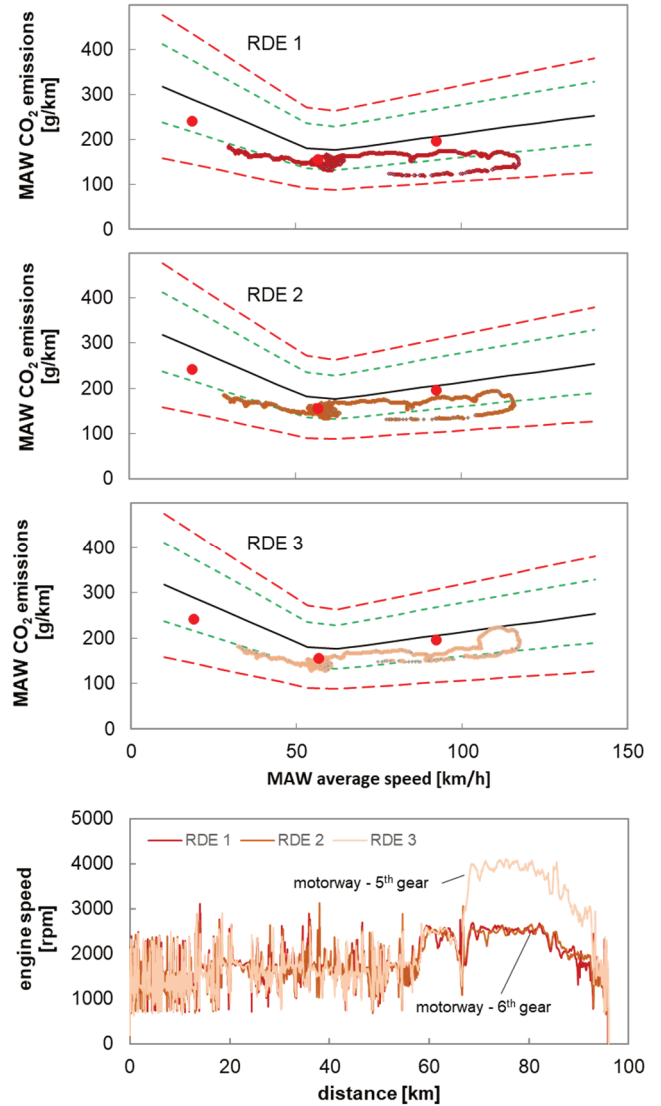 RDE 1
MAW CO₂ emissions
[g/km]
400
300
200
100
0
RDE 2
MAW CO₂ emissions
[g/km]
400
300
200
100
0
RDE 3
MAW CO₂ emissions
[g/km]
400
300
200
100
0
0 50 100 150
MAW average speed [km/h]
5000
4000
3000
2000
1000
0
engine speed
[rpm]
RDE 1 RDE 2 RDE 3
motorway - 5th gear
motorway - 6th gear
0 20 40 60 80 100
distance [km]